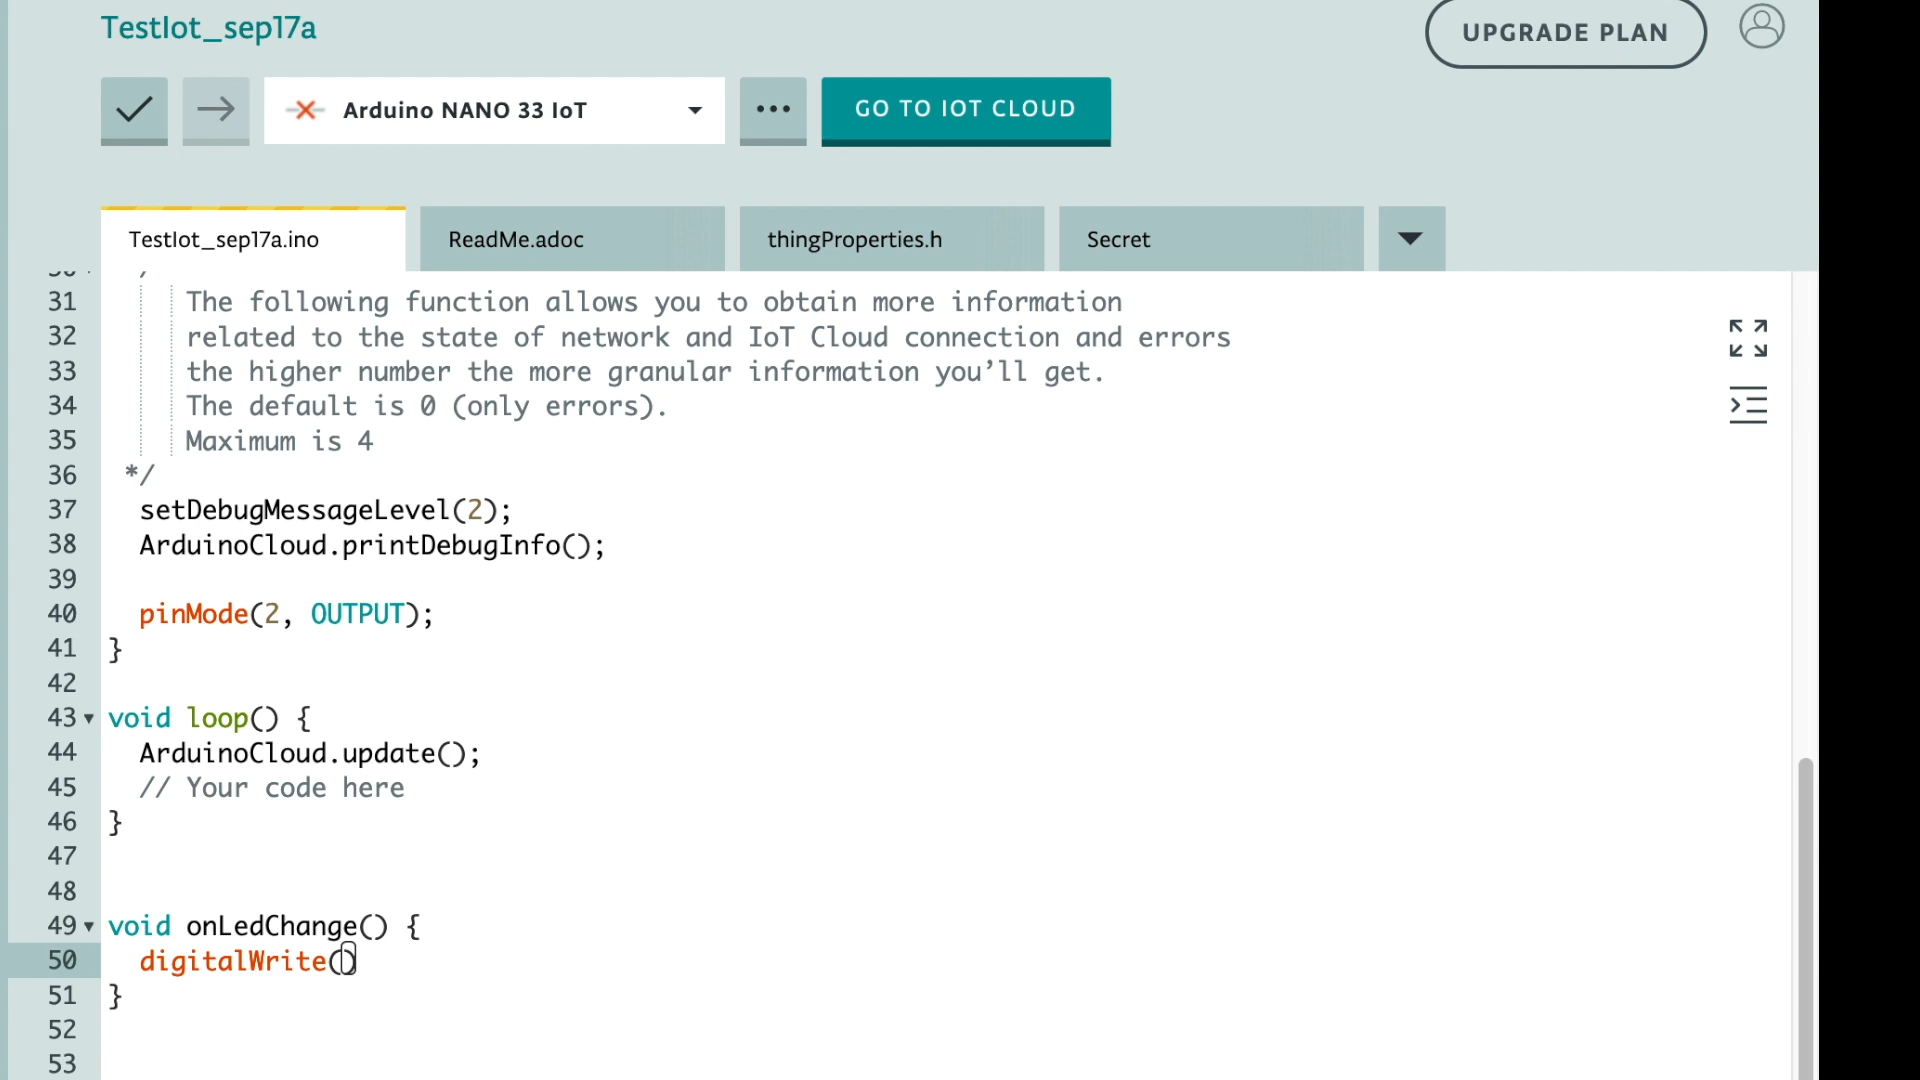 TestIot_sep17a
UPGRADE PLAN
Arduino NANO 33 IoT
GO TO IOT CLOUD
TestIot_sep17a.ino
ReadMe.adoc
thingProperties.h
Secret
31 The following function allows you to obtain more information
32 related to the state of network and IoT Cloud connection and errors
33 the higher number the more granular information you’ll get.
34 The default is 0 (only errors).
35 Maximum is 4
36 */
37 setDebugMessageLevel(2);
38 ArduinoCloud.printDebugInfo();
39
40 pinMode(2, OUTPUT);
41 }
42
43 void loop() {
44 ArduinoCloud.update();
45 // Your code here
46 }
47
48
49 void onLedChange() {
50 digitalWrite()
51 }
52
53